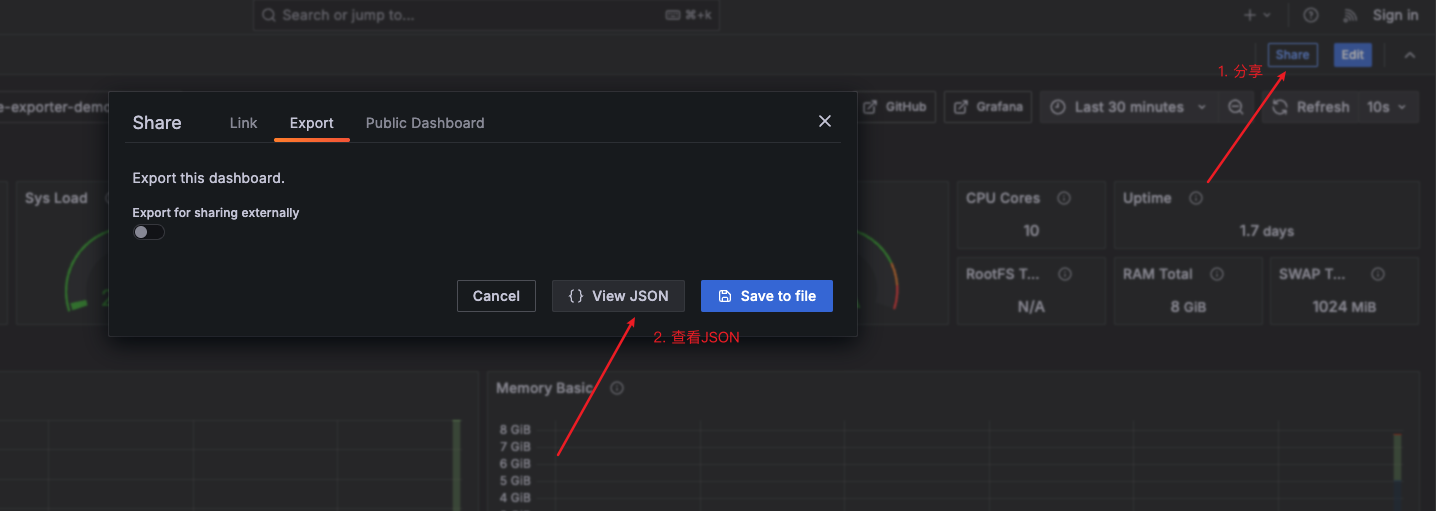 Search or jump to...
⌘+k
Sign in
Share
Edit
1. 分享
e-exporter-demo
GitHub
Grafana
Last 30 minutes
Refresh
10s
Share
Link
Export
Public Dashboard
Export this dashboard.
Export for sharing externally
Cancel
{} View JSON
Save to file
2. 查看JSON
Sys Load
CPU Cores
10
Uptime
1.7 days
RootFS T...
N/A
RAM Total
8 GiB
SWAP T...
1024 MiB
Memory Basic
8 GiB
7 GiB
6 GiB
5 GiB
4 GiB